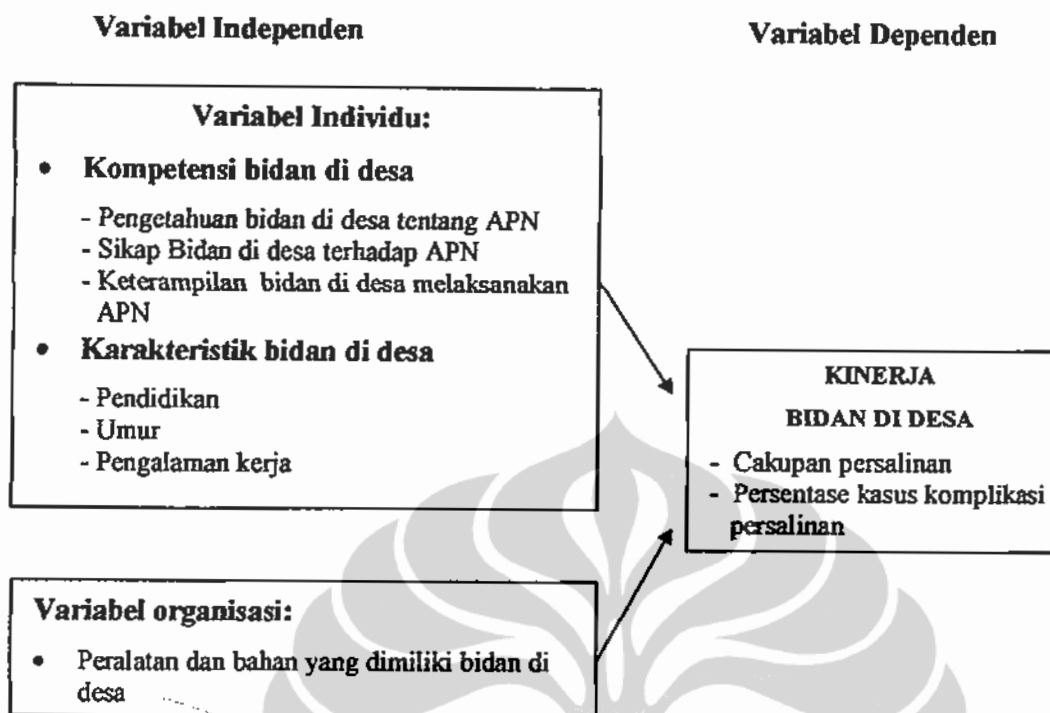 Variabel Independen
Variabel Dependen
Variabel Individu:
• Kompetensi bidan di desa
- Pengetahuan bidan di desa tentang APN
- Sikap Bidan di desa terhadap APN
- Keterampilan bidan di desa melaksanakan
APN
• Karakteristik bidan di desa
- Pendidikan
- Umur
- Pengalaman kerja
KINERJA
BIDAN DI DESA
- Cakupan persalinan
- Persentase kasus komplikasi
persalinan
Variabel organisasi:
• Peralatan dan bahan yang dimiliki bidan di
desa